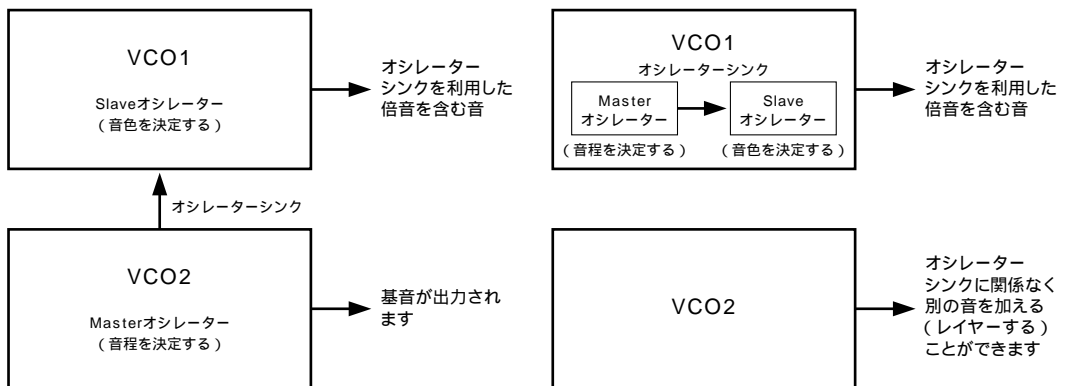 VCO1
Slaveオシレーター
(音色を決定する)
オシレーター
シンクを利用した
倍音を含む音
オシレーターシンク
VCO2
Masterオシレーター
(音程を決定する)
基音が出力され
ます
VCO1
オシレーターシンク
Master
オシレーター
Slave
オシレーター
(音程を決定する)
(音色を決定する)
オシレーター
シンクを利用した
倍音を含む音
VCO2
オシレーター
シンクに関係なく
別の音を加える
(レイヤーする)
ことができます